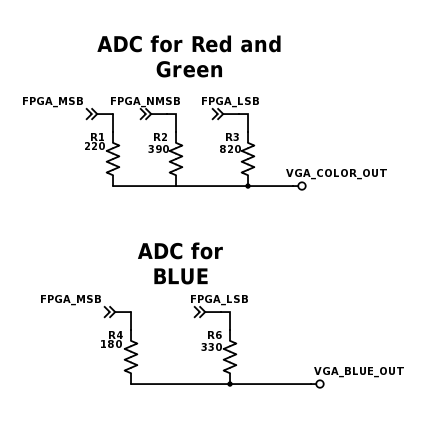 ADC for Red and
Green
FPGA_MSB FPGA_NMSB FPGA_LSB
R1 R2 R3
220 390 820
VGA_COLOR_OUT
ADC for
BLUE
FPGA_MSB FPGA_LSB
R4 R6
180 330
VGA_BLUE_OUT